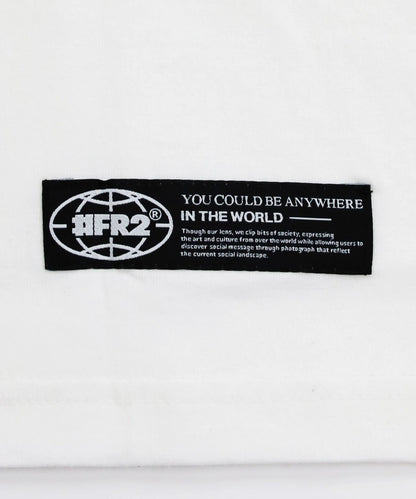 #FR2®
YOU COULD BE ANYWHERE
IN THE WORLD
Though our lens, we clip bits of society, expressing
the art and culture from over the world while allowing users to
discover social message through photograph that reflect
the current social landscape.